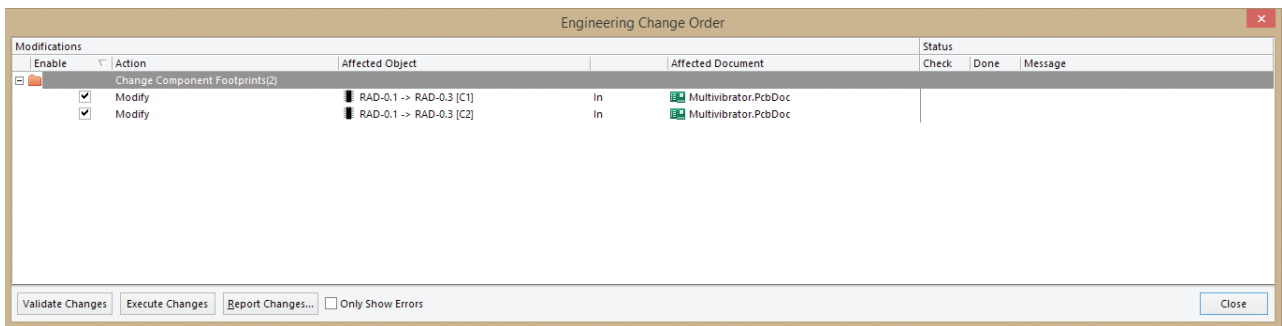 Engineering Change Order
Modifications Status
Enable Action Affected Object Affected Document Check Done Message
Change Component Footprints(2)
Modify RAD-0.1 -> RAD-0.3 [C1] In Multivibrator.PcbDoc
Modify RAD-0.1 -> RAD-0.3 [C2] In Multivibrator.PcbDoc
Validate Changes Execute Changes Report Changes... Only Show Errors Close